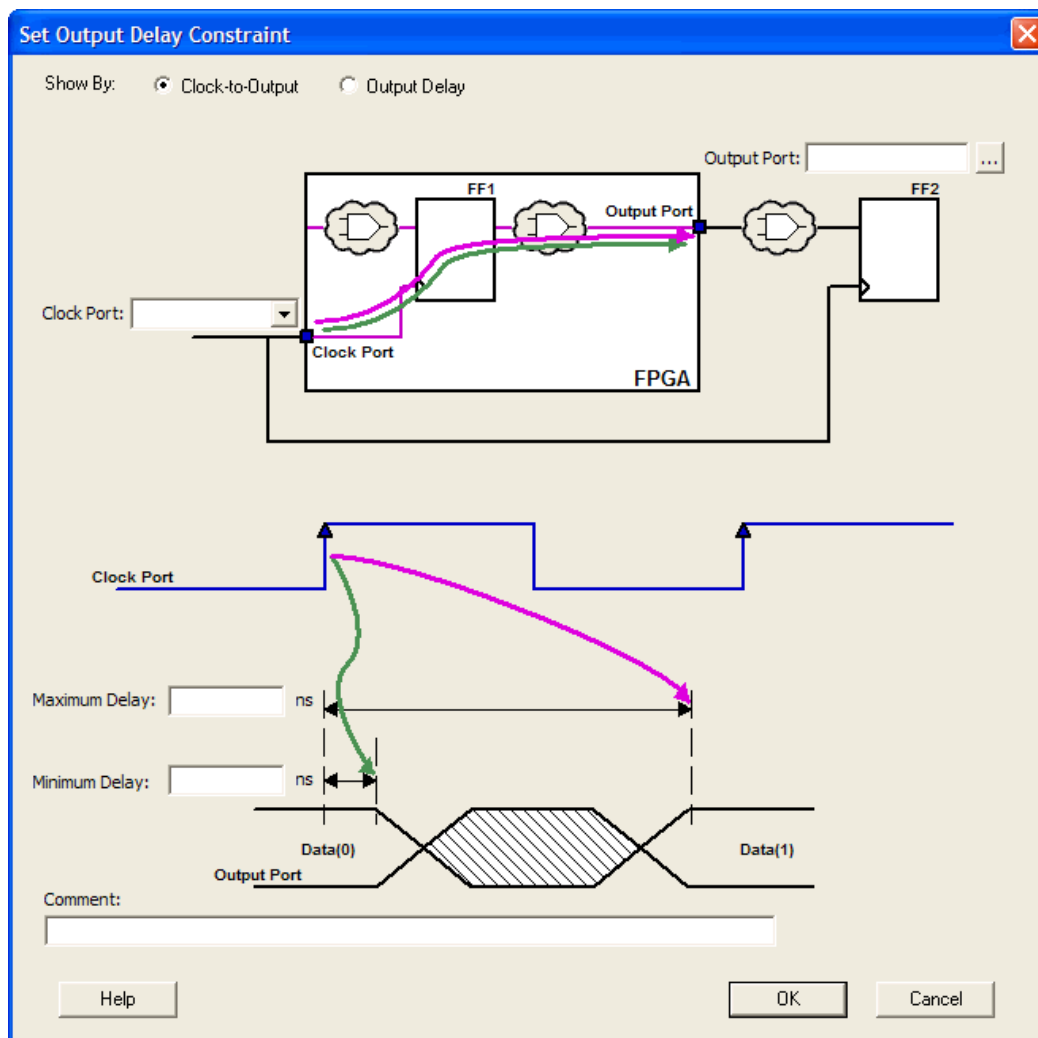 Set Output Delay Constraint
Show By: Clock-to-Output Output Delay
Output Port: ...
FF1 FF2
Output Port
Clock Port:
Clock Port
FPGA
Clock Port
Maximum Delay: ns
Minimum Delay: ns
Data(0) Data(1)
Output Port
Comment:
Help OK Cancel